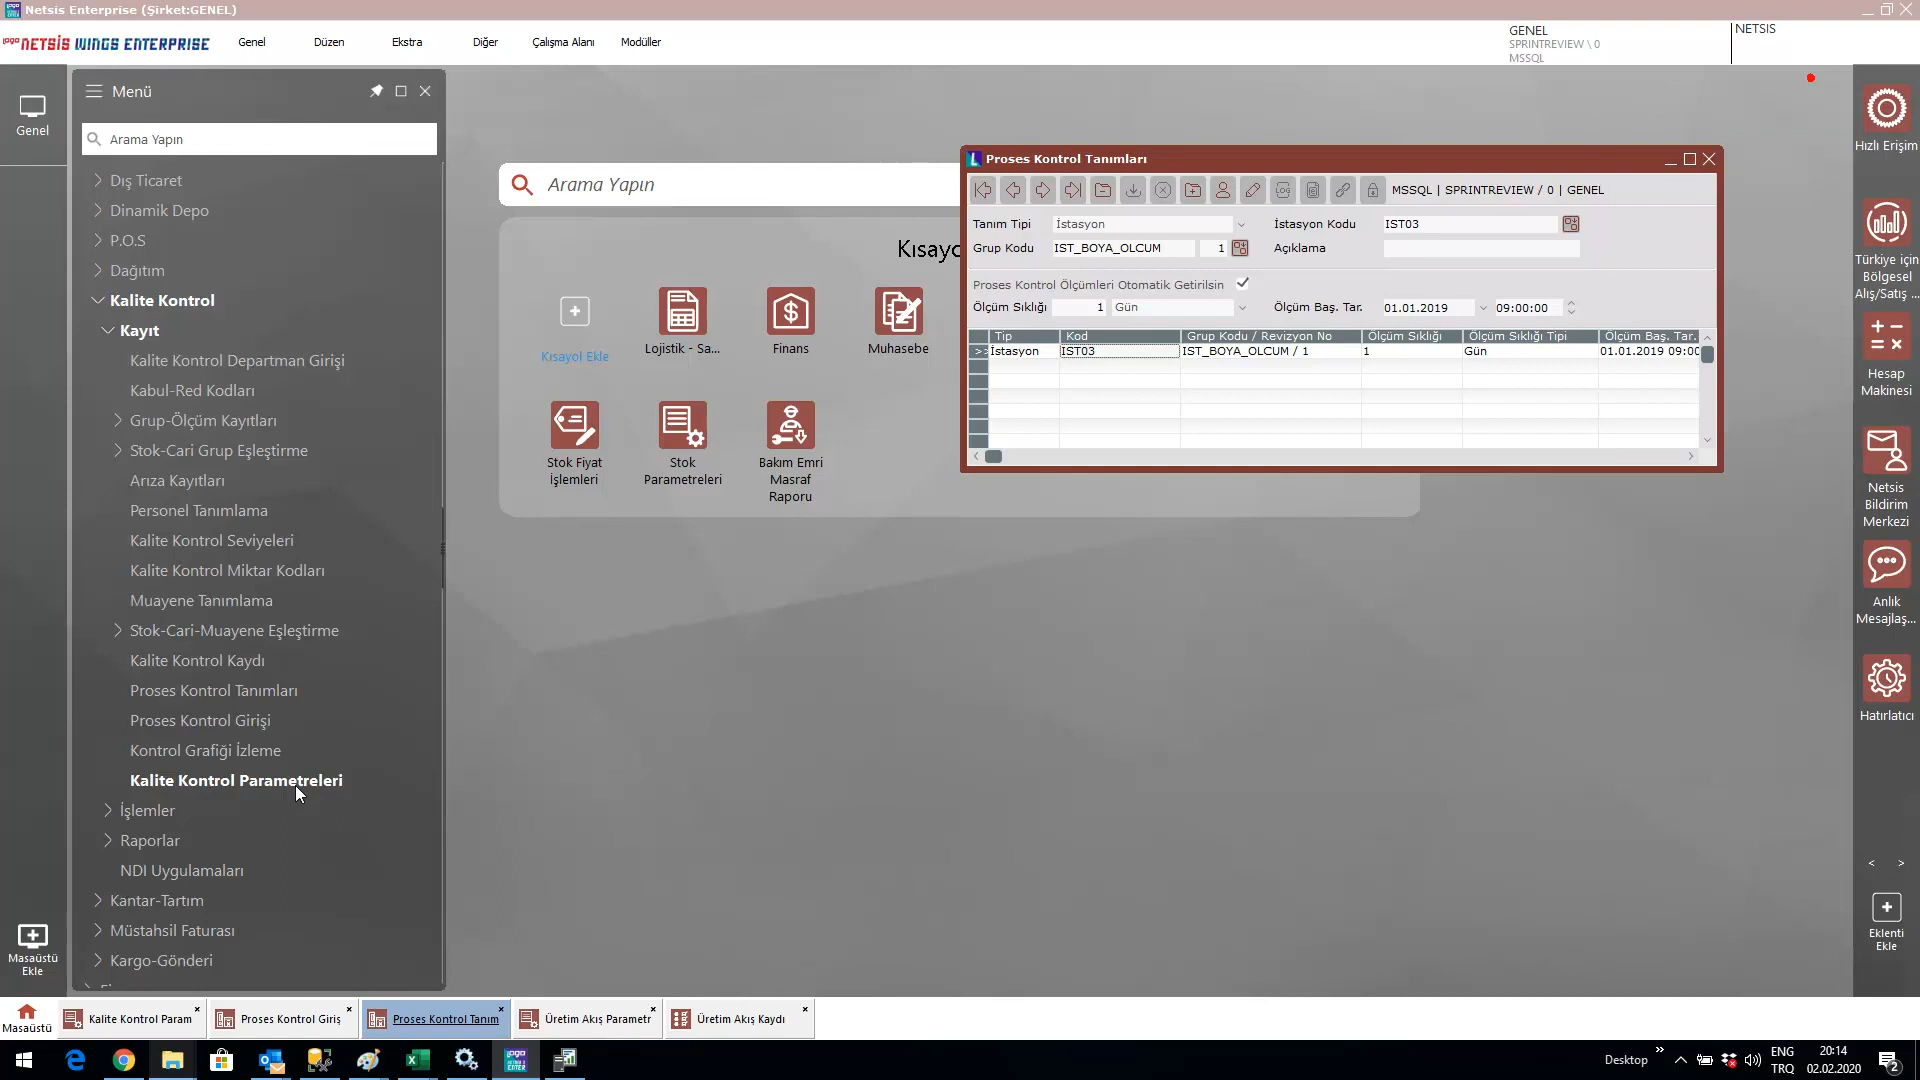 Netsis Enterprise (Şirket:GENEL)
logo NETSİS WINGS ENTERPRISE
Genel
Düzen
Ekstra
Diğer
Çalışma Alanı
Modüller
GENEL
SPRINTREVIEW \ 0
MSSQL
NETSIS
Genel
Masaüstü
Ekle
Menü
Arama Yapın
Dış Ticaret
Dinamik Depo
P.O.S
Dağıtım
Kalite Kontrol
Kayıt
Kalite Kontrol Departman Girişi
Kabul-Red Kodları
Grup-Ölçüm Kayıtları
Stok-Cari Grup Eşleştirme
Arıza Kayıtları
Personel Tanımlama
Kalite Kontrol Seviyeleri
Kalite Kontrol Miktar Kodları
Muayene Tanımlama
Stok-Cari-Muayene Eşleştirme
Kalite Kontrol Kaydı
Proses Kontrol Tanımları
Proses Kontrol Girişi
Kontrol Grafiği İzleme
Kalite Kontrol Parametreleri
İşlemler
Raporlar
NDI Uygulamaları
Kantar-Tartım
Müstahsil Faturası
Kargo-Gönderi
Arama Yapın
Kısayo
Kısayol Ekle
Lojistik - Sa...
Finans
Muhasebe
Stok Fiyat
İşlemleri
Stok
Parametreleri
Bakım Emri
Masraf
Raporu
Proses Kontrol Tanımları
MSSQL | SPRINTREVIEW / 0 | GENEL
Tanım Tipi İstasyon İstasyon Kodu IST03
Grup Kodu IST_BOYA_OLCUM 1 Açıklama
Proses Kontrol Ölçümleri Otomatik Getirilsin
Ölçüm Sıklığı 1 Gün Ölçüm Baş. Tar. 01.01.2019 09:00:00
Tip Kod Grup Kodu / Revizyon No Ölçüm Sıklığı Ölçüm Sıklığı Tipi Ölçüm Baş. Tar.
İstasyon IST03 IST_BOYA_OLCUM / 1 1 Gün 01.01.2019 09:00
Hızlı Erişim
Türkiye için
Bölgesel
Alış/Satış ...
Hesap
Makinesi
Netsis
Bildirim
Merkezi
Anlık
Mesajlaş...
Hatırlatıcı
Eklenti
Ekle
Masaüstü
Kalite Kontrol Param
Proses Kontrol Giriş
Proses Kontrol Tanım
Üretim Akış Parametr
Üretim Akış Kaydı
Desktop
ENG
TRQ
20:14
02.02.2020
2